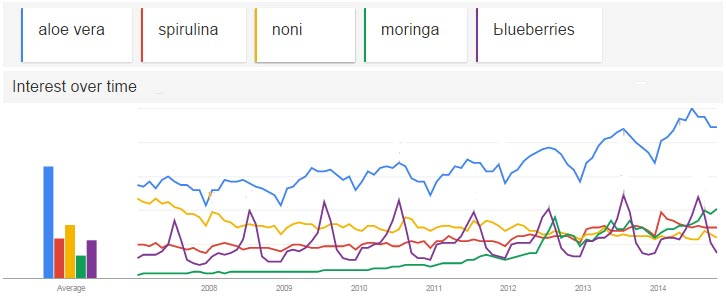 aloe vera spirulina noni moringa blueberries
Interest over time
Average 2008 2009 2010 2011 2012 2013 2014